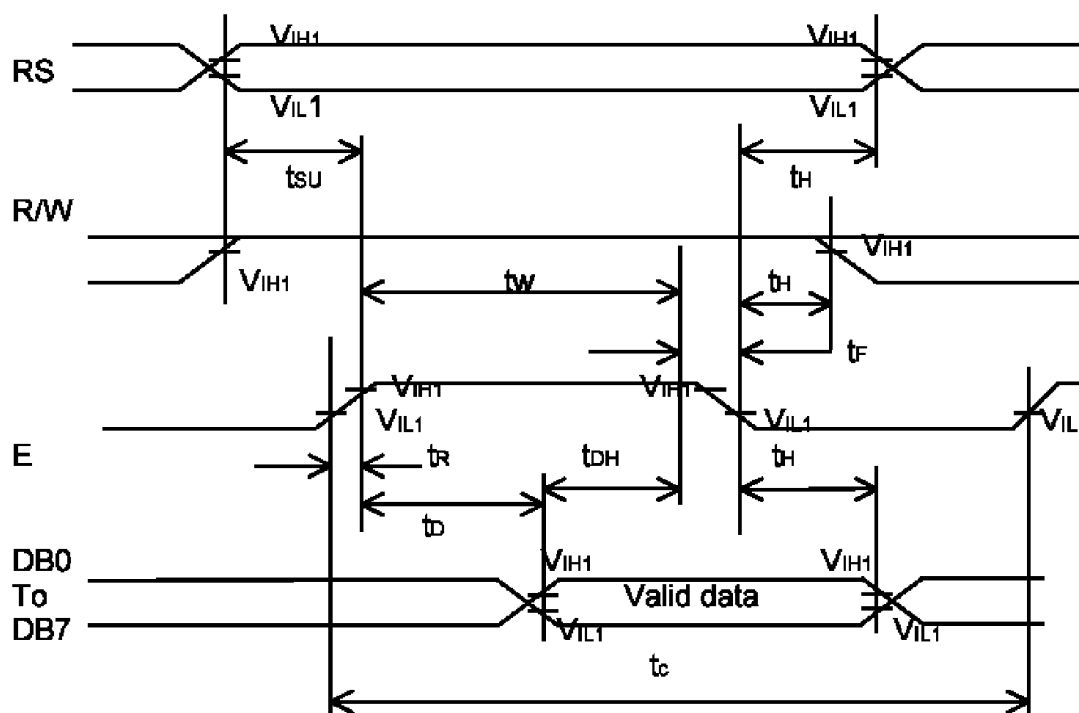 VIH1 VIH1
RS
VIL1 VIL1
tSU tH
R/W
VIH1
VIH1
tW tH
tF
VIH1 VIH1
VIL1 VIL1 VIL
E
tR tDH tH
tD
DB0
VIH1 VIH1
To Valid data
DB7 VIL1 VIL1
tC